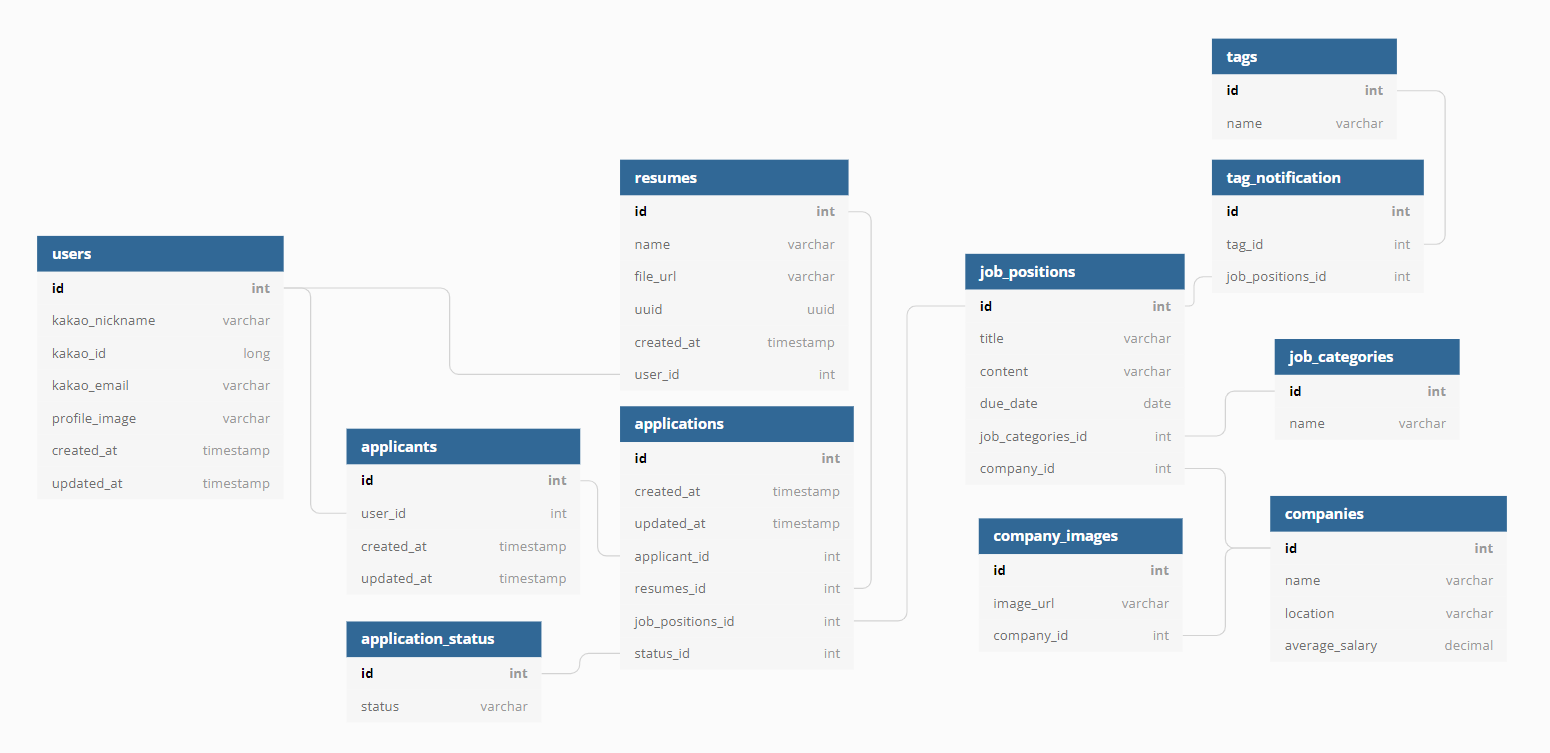 tags
id int
name varchar
resumes
id int
name varchar
file_url varchar
uuid uuid
created_at timestamp
user_id int
tag_notification
id int
tag_id int
job_positions_id int
users
id int
kakao_nickname varchar
kakao_id long
kakao_email varchar
profile_image varchar
created_at timestamp
updated_at timestamp
job_positions
id int
title varchar
content varchar
due_date date
job_categories_id int
company_id int
job_categories
id int
name varchar
applicants
id int
user_id int
created_at timestamp
updated_at timestamp
applications
id int
created_at timestamp
updated_at timestamp
applicant_id int
resumes_id int
job_positions_id int
status_id int
company_images
id int
image_url varchar
company_id int
companies
id int
name varchar
location varchar
average_salary decimal
application_status
id int
status varchar